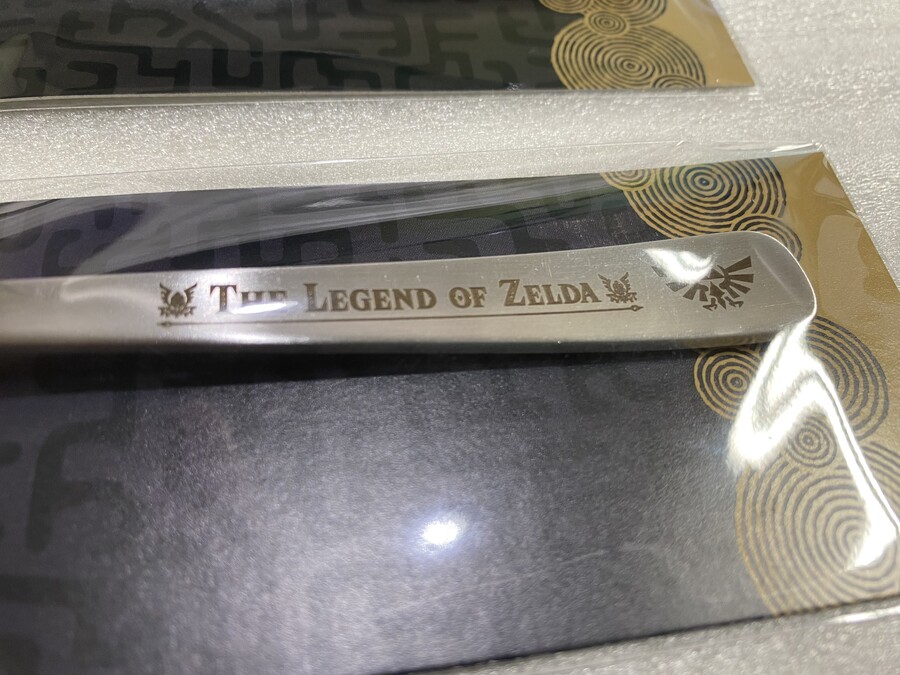 THE LEGEND OF ZELDA